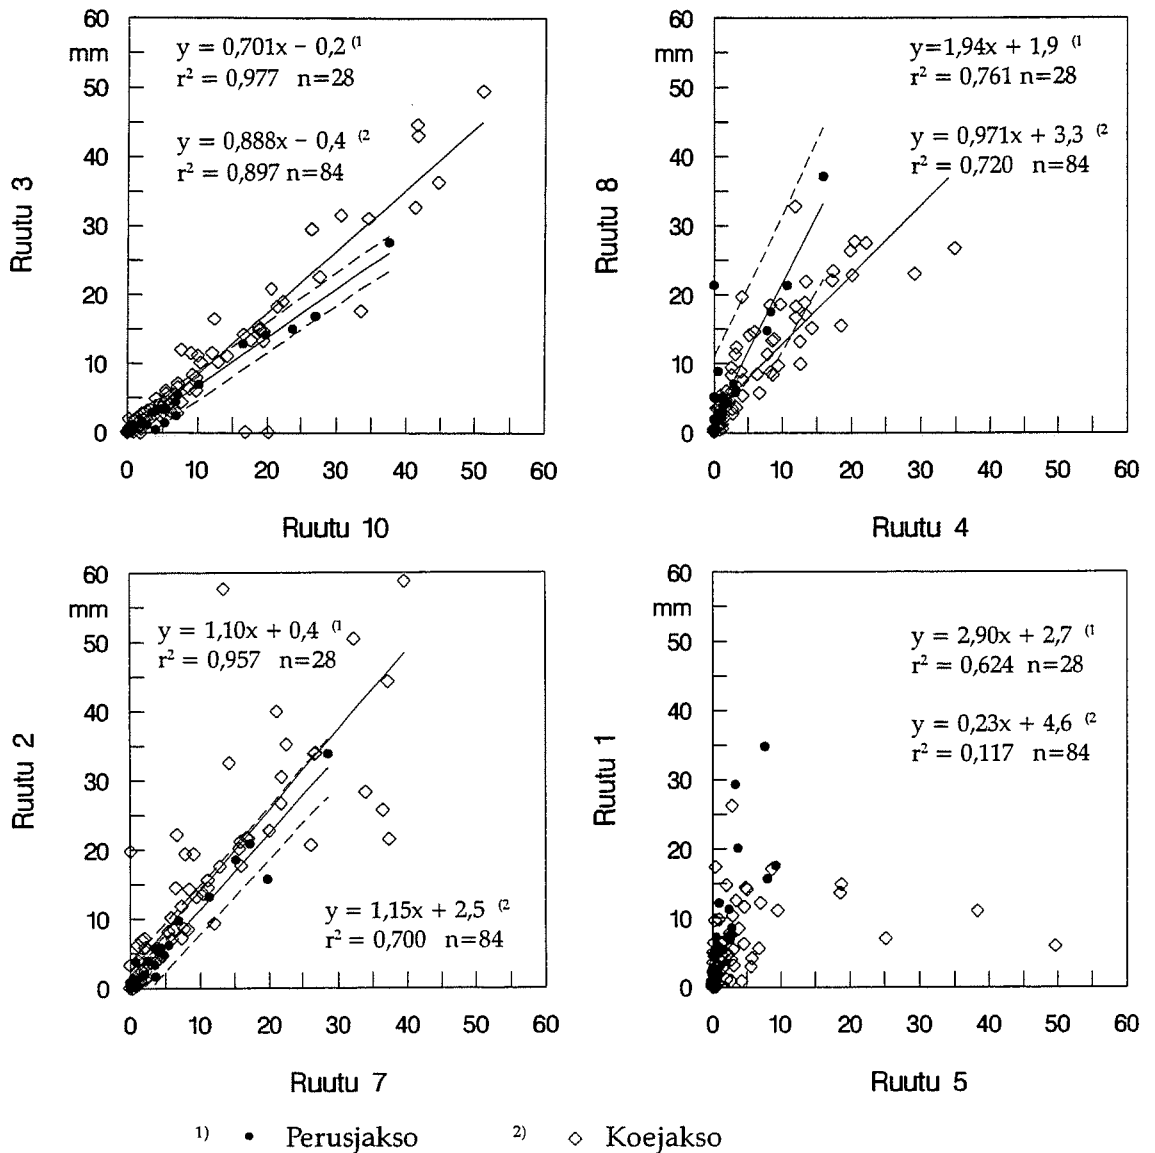 60
mm
50
40
30
20
10
0
Ruutu 3
y = 0,701x – 0,2 (1
r² = 0,977 n=28
y = 0,888x – 0,4 (2
r² = 0,897 n=84
0 10 20 30 40 50 60
Ruutu 10
60
mm
50
40
30
20
10
0
Ruutu 8
y=1,94x + 1,9 (1
r² = 0,761 n=28
y = 0,971x + 3,3 (2
r² = 0,720 n=84
0 10 20 30 40 50 60
Ruutu 4
60
mm
50
40
30
20
10
0
Ruutu 2
y = 1,10x + 0,4 (1
r² = 0,957 n=28
y = 1,15x + 2,5 (2
r² = 0,700 n=84
0 10 20 30 40 50 60
Ruutu 7
60
mm
50
40
30
20
10
0
Ruutu 1
y = 2,90x + 2,7 (1
r² = 0,624 n=28
y = 0,23x + 4,6 (2
r² = 0,117 n=84
0 10 20 30 40 50 60
Ruutu 5
1) • Perusjakso 2) ◇ Koejakso